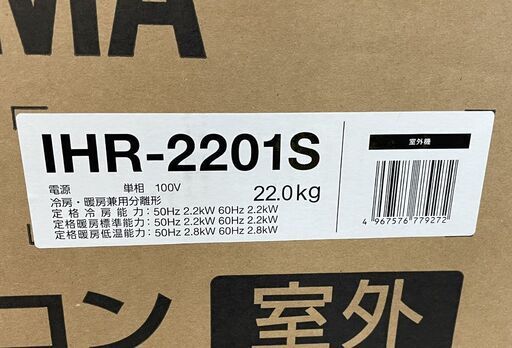 MA
IHR-2201S
電源 単相 100V 22.0kg
冷房・暖房兼用分離形
定格冷房能力:50Hz 2.2kW 60Hz 2.2kW
定格暖房標準能力:50Hz 2.2kW 60Hz 2.2kW
定格暖房低温能力:50Hz 2.8kW 60Hz 2.8kW
室外機
4 967576 779272
コン 室外